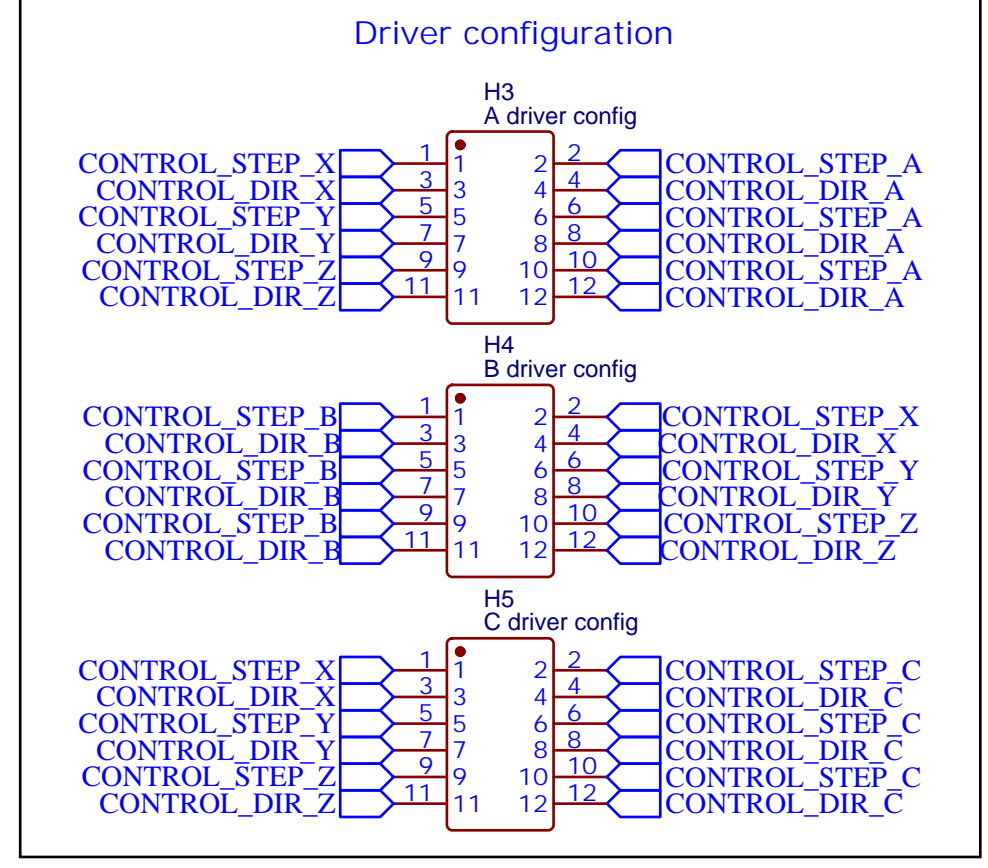 Driver configuration
H3
A driver config
CONTROL_STEP_X 1 1 2 2 CONTROL_STEP_A
CONTROL_DIR_X 3 3 4 4 CONTROL_DIR_A
CONTROL_STEP_Y 5 5 6 6 CONTROL_STEP_A
CONTROL_DIR_Y 7 7 8 8 CONTROL_DIR_A
CONTROL_STEP_Z 9 9 10 10 CONTROL_STEP_A
CONTROL_DIR_Z 11 11 12 12 CONTROL_DIR_A
H4
B driver config
CONTROL_STEP_B 1 1 2 2 CONTROL_STEP_X
CONTROL_DIR_B 3 3 4 4 CONTROL_DIR_X
CONTROL_STEP_B 5 5 6 6 CONTROL_STEP_Y
CONTROL_DIR_B 7 7 8 8 CONTROL_DIR_Y
CONTROL_STEP_B 9 9 10 10 CONTROL_STEP_Z
CONTROL_DIR_B 11 11 12 12 CONTROL_DIR_Z
H5
C driver config
CONTROL_STEP_X 1 1 2 2 CONTROL_STEP_C
CONTROL_DIR_X 3 3 4 4 CONTROL_DIR_C
CONTROL_STEP_Y 5 5 6 6 CONTROL_STEP_C
CONTROL_DIR_Y 7 7 8 8 CONTROL_DIR_C
CONTROL_STEP_Z 9 9 10 10 CONTROL_STEP_C
CONTROL_DIR_Z 11 11 12 12 CONTROL_DIR_C